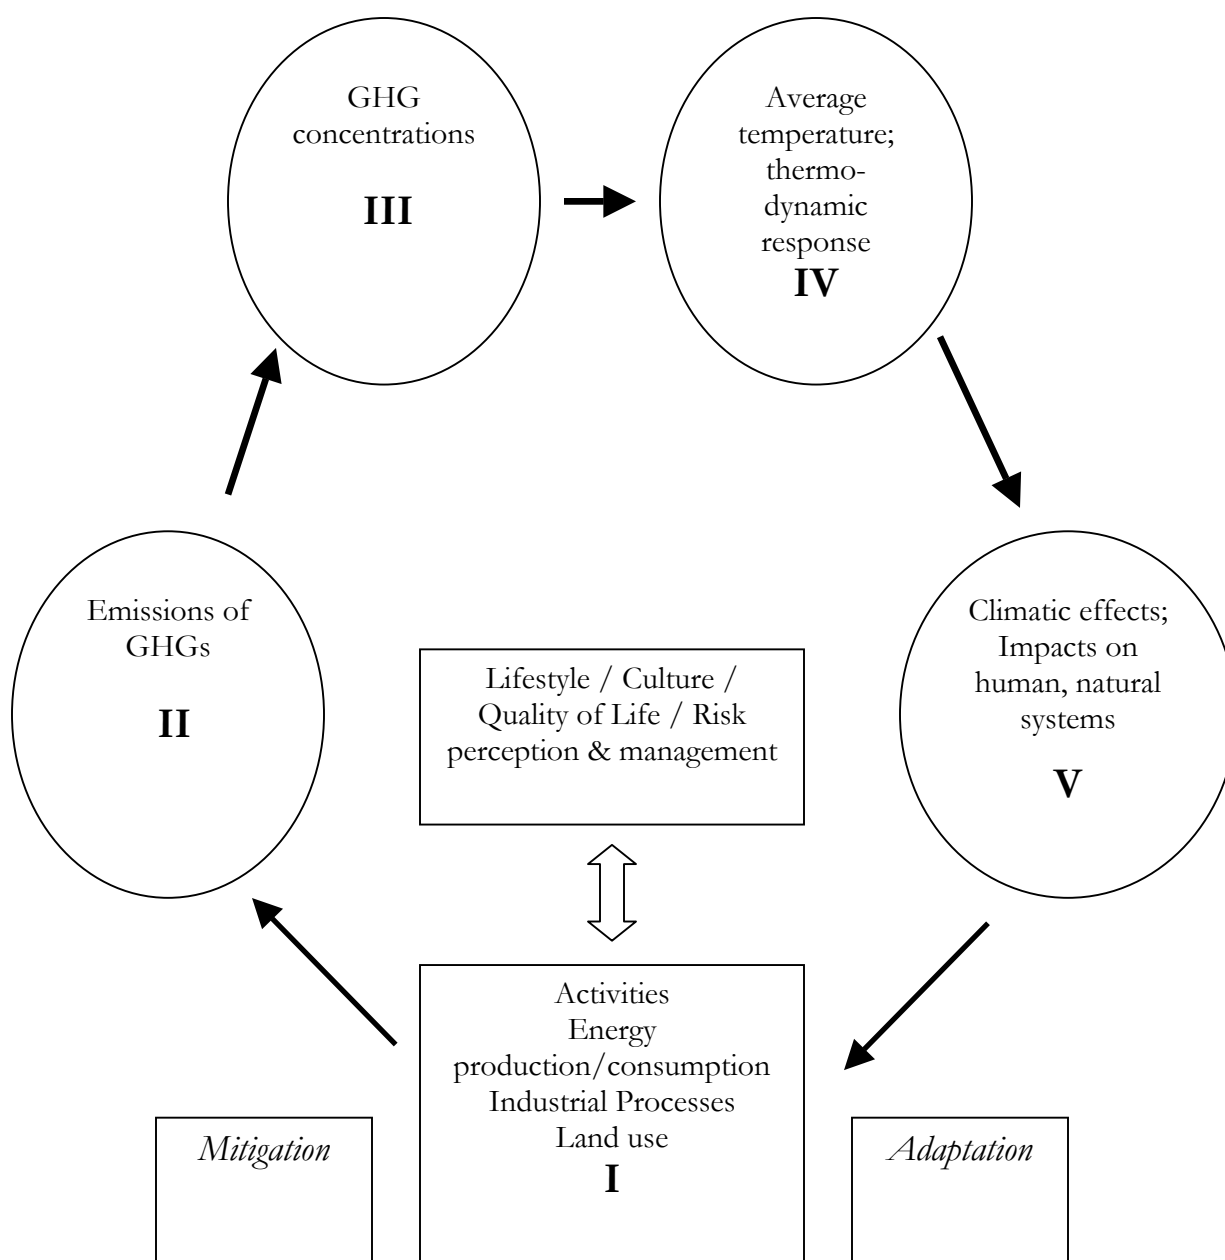 GHG
concentrations
III
Average
temperature;
thermo-
dynamic
response
IV
Emissions of
GHGs
II
Lifestyle / Culture /
Quality of Life / Risk
perception & management
Climatic effects;
Impacts on
human, natural
systems
V
Activities
Energy
production/consumption
Industrial Processes
Land use
I
Mitigation
Adaptation